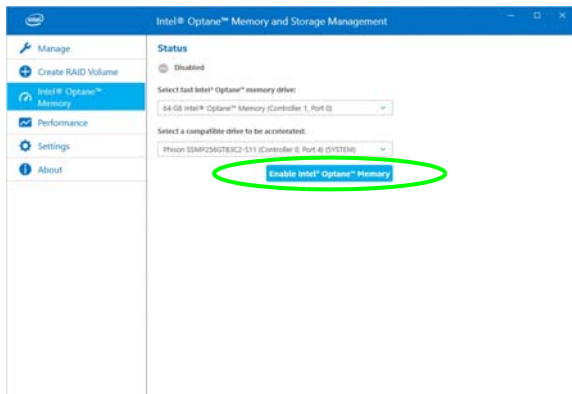 intel
Intel® Optane™ Memory and Storage Management
Manage
Create RAID Volume
Intel® Optane™
Memory
Performance
Settings
About
Status
Disabled
Select fast Intel® Optane™ memory drive:
64 GB Intel® Optane™ Memory (Controller 1, Port 0)
Select a compatible drive to be accelerated:
Phison SSMP256GTB3C2-S11 (Controller 0, Port 4) (SYSTEM)
Enable Intel® Optane™ Memory